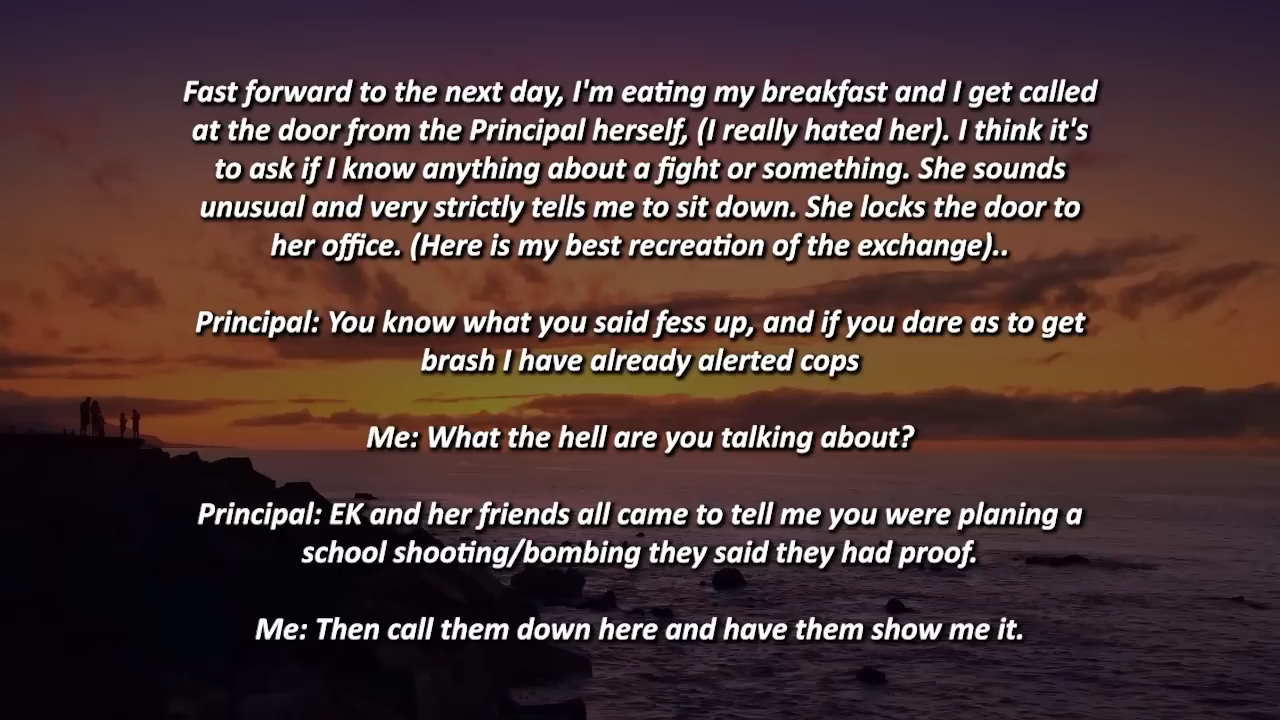 Fast forward to the next day, I'm eating my breakfast and I get called
at the door from the Principal herself, (I really hated her). I think it's
to ask if I know anything about a fight or something. She sounds
unusual and very strictly tells me to sit down. She locks the door to
her office. (Here is my best recreation of the exchange)..
Principal: You know what you said fess up, and if you dare as to get
brash I have already alerted cops
Me: What the hell are you talking about?
Principal: EK and her friends all came to tell me you were planing a
school shooting/bombing they said they had proof.
Me: Then call them down here and have them show me it.